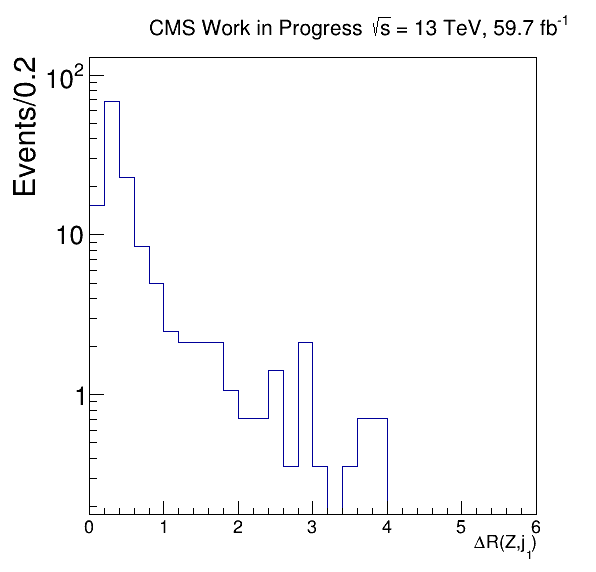 CMS Work in Progress √s = 13 TeV, 59.7 fb⁻¹
Events/0.2
10²
10
1
0 1 2 3 4 5 6
ΔR(Z,j₁)